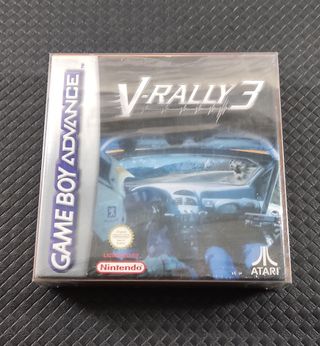 GAME BOY ADVANCE
V-RALLY 3
Nintendo
ATARI